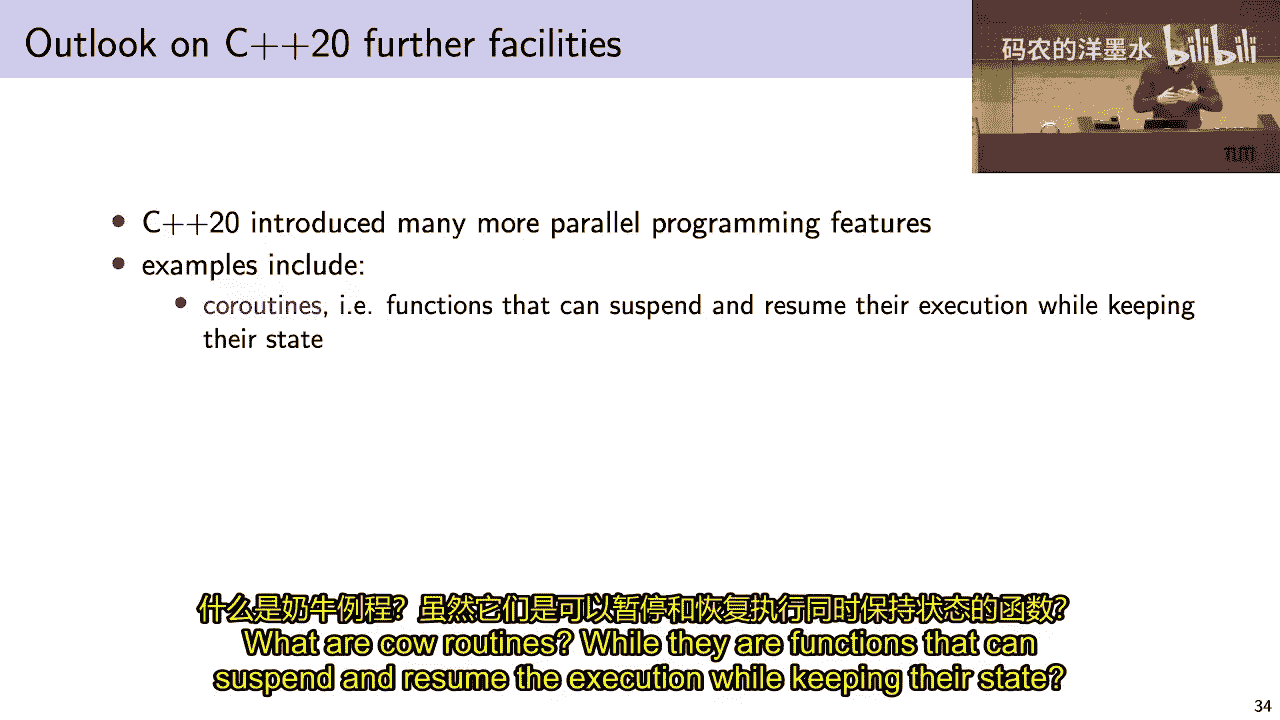 Outlook on C++20 further facilities
码农的洋墨水 bilibili
TUM
• C++20 introduced many more parallel programming features
• examples include:
• coroutines, i.e. functions that can suspend and resume their execution while keeping
their state
什么是奶牛例程？虽然它们是可以暂停和恢复执行同时保持状态的函数？
What are cow routines? While they are functions that can
suspend and resume the execution while keeping their state?
34